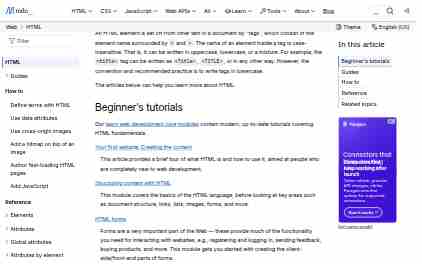 mdn_
HTML CSS JavaScript Web APIs All Learn Tools About Blog
Web > HTML
Theme English (US)
Filter
HTML
Guides
How to
Define terms with HTML
Use data attributes
Use cross-origin images
Add a hitmap on top of an
image
Author fast-loading HTML
pages
Add JavaScript
Reference
Elements
Attributes
Global attributes
Attributes by element
An HTML element is set off from other text in a document by "tags", which consist of the
element name surrounded by < and >. The name of an element inside a tag is case-
insensitive. That is, it can be written in uppercase, lowercase, or a mixture. For example, the
<title> tag can be written as <Title>, <TITLE>, or in any other way. However, the
convention and recommended practice is to write tags in lowercase.
The articles below can help you learn more about HTML.
Beginner's tutorials
Our learn web development core modules contain modern, up-to-date tutorials covering
HTML fundamentals.
Your first website: Creating the content
This article provides a brief tour of what HTML is and how to use it, aimed at people who
are completely new to web development.
Structuring content with HTML
This module covers the basics of the HTML language, before looking at key areas such
as document structure, links, lists, images, forms, and more.
HTML forms
Forms are a very important part of the Web — these provide much of the functionality
you need for interacting with websites, e.g., registering and logging in, sending feedback,
buying products, and more. This module gets you started with creating the client-
side/front-end parts of forms.
In this article
Beginner's tutorials
Guides
How to
Reference
Related topics
Connectors that
keep working after
launch